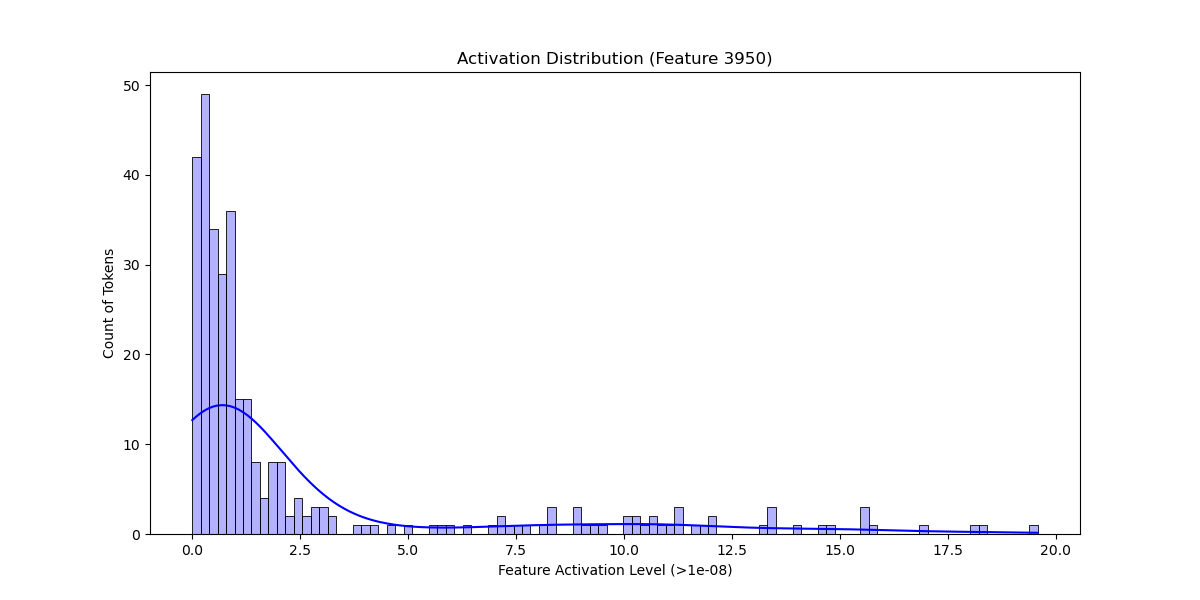 Activation Distribution (Feature 3950)
50
40
30
20
10
0
Count of Tokens
0.0 2.5 5.0 7.5 10.0 12.5 15.0 17.5 20.0
Feature Activation Level (>1e-08)